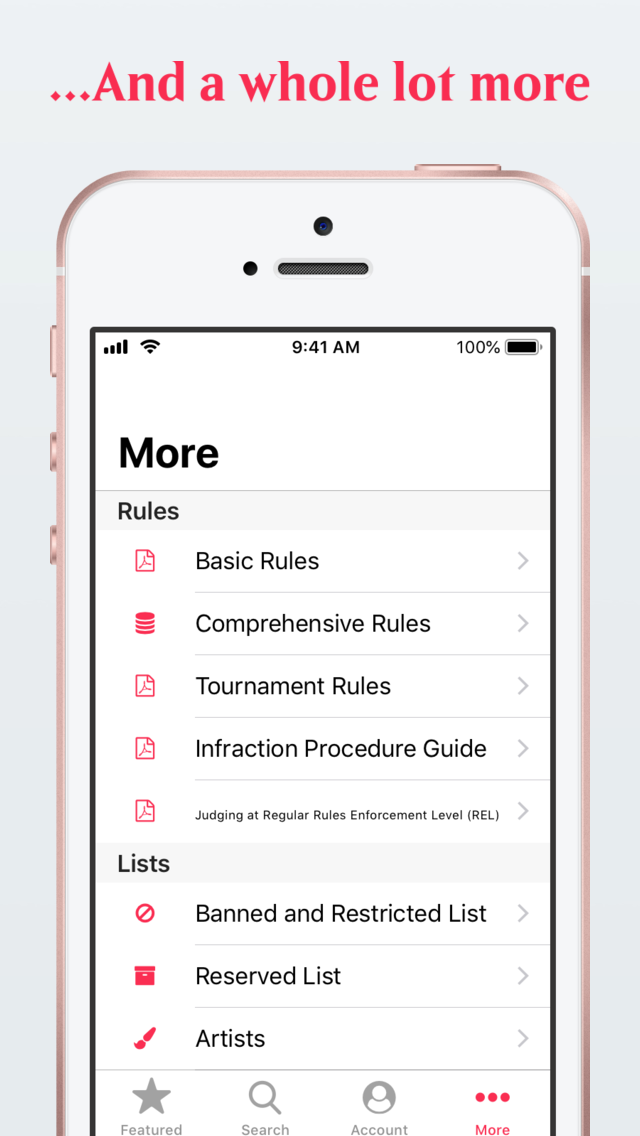 ...And a whole lot more
9:41 AM
100%
More
Rules
Basic Rules
Comprehensive Rules
Tournament Rules
Infraction Procedure Guide
Judging at Regular Rules Enforcement Level (REL)
Lists
Banned and Restricted List
Reserved List
Artists
Featured
Search
Account
More